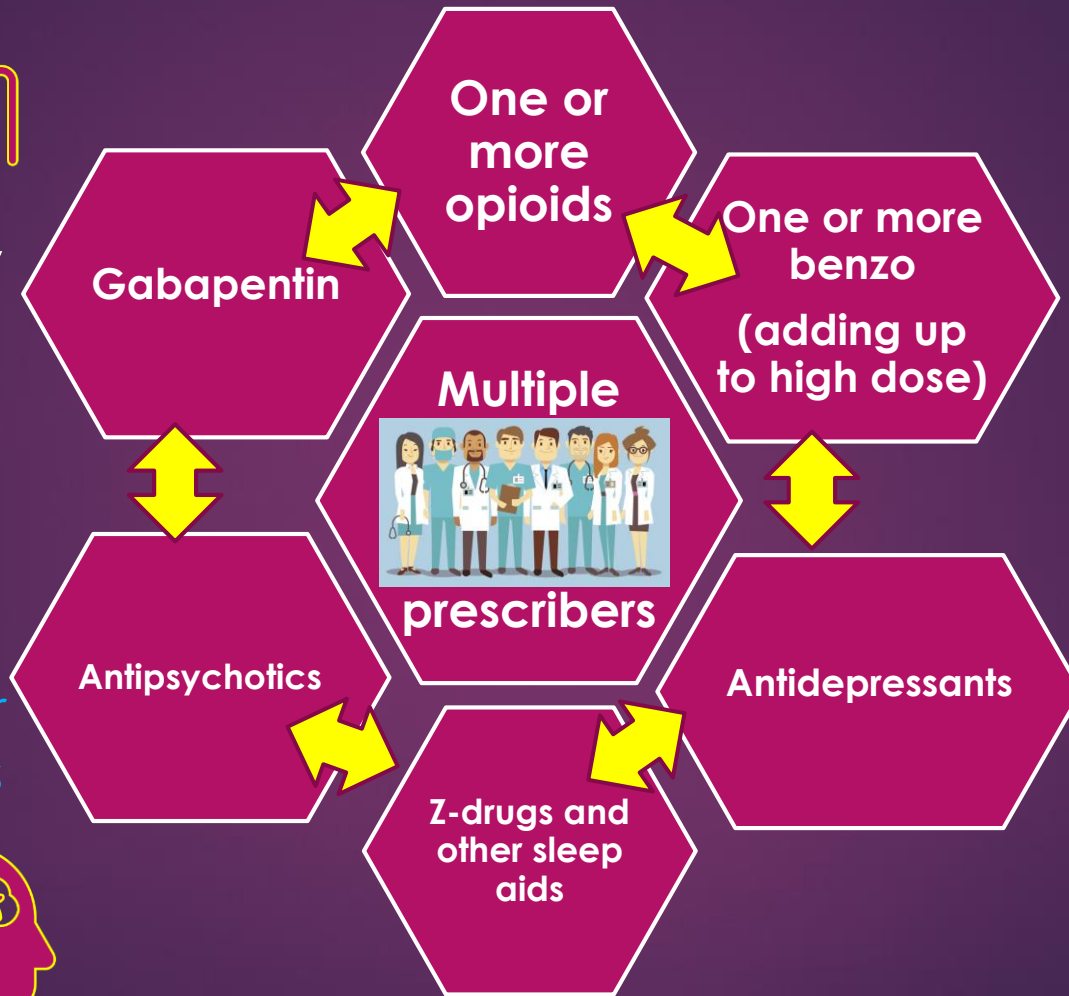 One or
more
opioids
Gabapentin
One or more
benzo
(adding up
to high dose)
Multiple
prescribers
Antipsychotics
Antidepressants
Z-drugs and
other sleep
aids